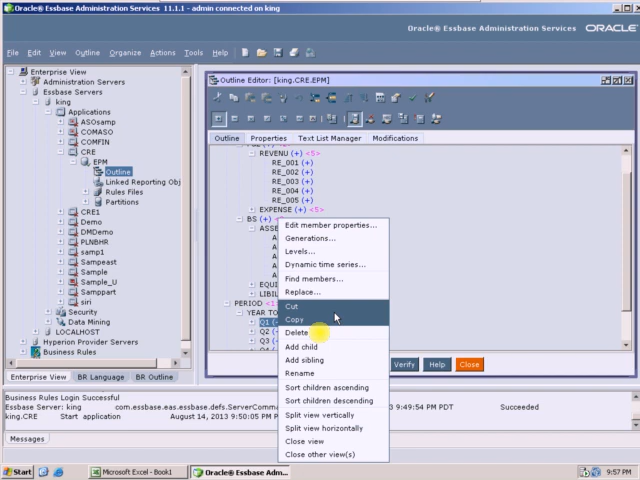 Oracle® Essbase Administration Services 11.1.1 - admin connected on king
Oracle® Essbase Administration Services ORACLE
File Edit View Outline Organize Actions Tools Help
Enterprise View
Administration Servers
Essbase Servers
king
Applications
ASOsamp
COMASO
COMFIN
CRE
EPM
Outline
Linked Reporting Obj
Rules Files
Partitions
CRE1
Demo
DMDemo
PLNBHR
samp1
Sampeast
Sample
Sample_U
Samppart
siri
Security
Data Mining
LOCALHOST
Hyperion Provider Servers
Business Rules
Enterprise View BR Language BR Outline
Outline Editor: [king.CRE.EPM]
Outline Properties Text List Manager Modifications
REVENU (+) <5>
RE_001 (+)
RE_002 (+)
RE_003 (+)
RE_004 (+)
RE_005 (+)
EXPENSE (+) <5>
BS (+)
ASSE
A
A
A
A
A
EQUI
LIBIL
PERIOD <1
YEAR TO
Q1 (+
Q2 (
Q3 (
Q4 (
Edit member properties...
Generations...
Levels...
Dynamic time series...
Find members...
Replace...
Cut
Copy
Delete
Add child
Add sibling
Rename
Sort children ascending
Sort children descending
Split view vertically
Split view horizontally
Close view
Close other view(s)
Verify Help Close
Business Rules Login Successful
Essbase Server: king com.essbase.eas.essbase.defs.ServerComma 9:49:54 PM PDT Succeeded
king.CRE Start application August 14, 2013 9:50:05 P
Messages
Start Microsoft Excel - Book1 Oracle® Essbase Adm... 9:57 PM